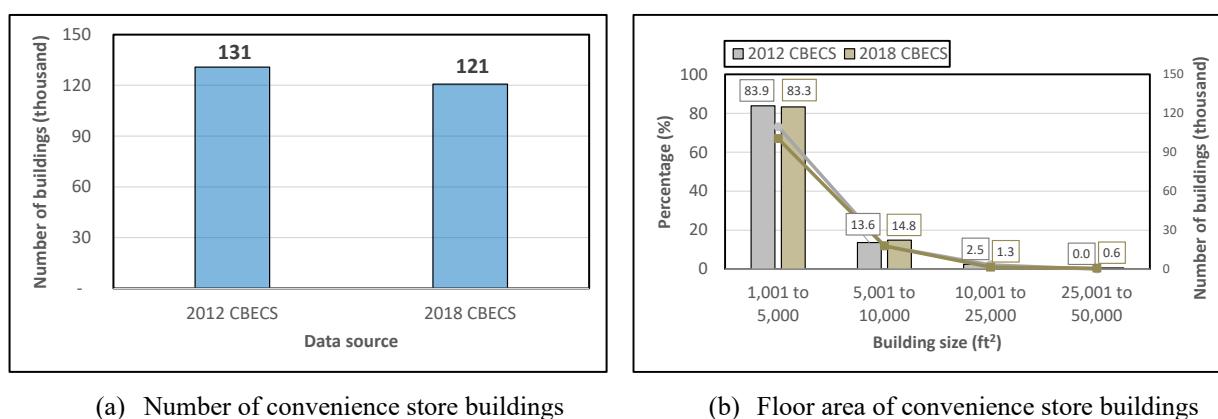 150
120
90
60
30
-
Number of buildings (thousand)
131
121
2012 CBECS
2018 CBECS
Data source
2012 CBECS
2018 CBECS
100
80
60
40
20
0
Percentage (%)
150
120
90
60
30
0
Number of buildings (thousand)
83.9
83.3
13.6
14.8
2.5
1.3
0.0
0.6
1,001 to
5,000
5,001 to
10,000
10,001 to
25,000
25,001 to
50,000
Building size (ft²)
(a) Number of convenience store buildings
(b) Floor area of convenience store buildings